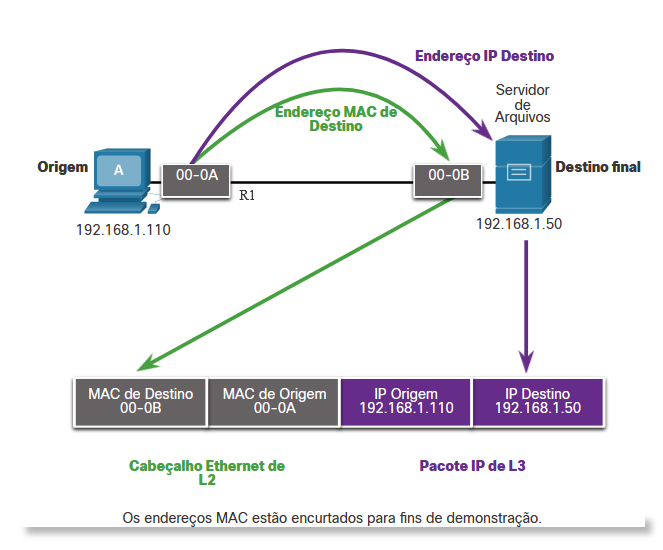 Endereço IP Destino
Servidor
de
Arquivos
Endereço MAC de
Destino
Origem
A
00-0A
00-0B
Destino final
R1
192.168.1.110
192.168.1.50
MAC de Destino
00-0B
MAC de Origem
00-0A
IP Origem
192.168.1.110
IP Destino
192.168.1.50
Cabeçalho Ethernet de
L2
Pacote IP de L3
Os endereços MAC estão encurtados para fins de demonstração.